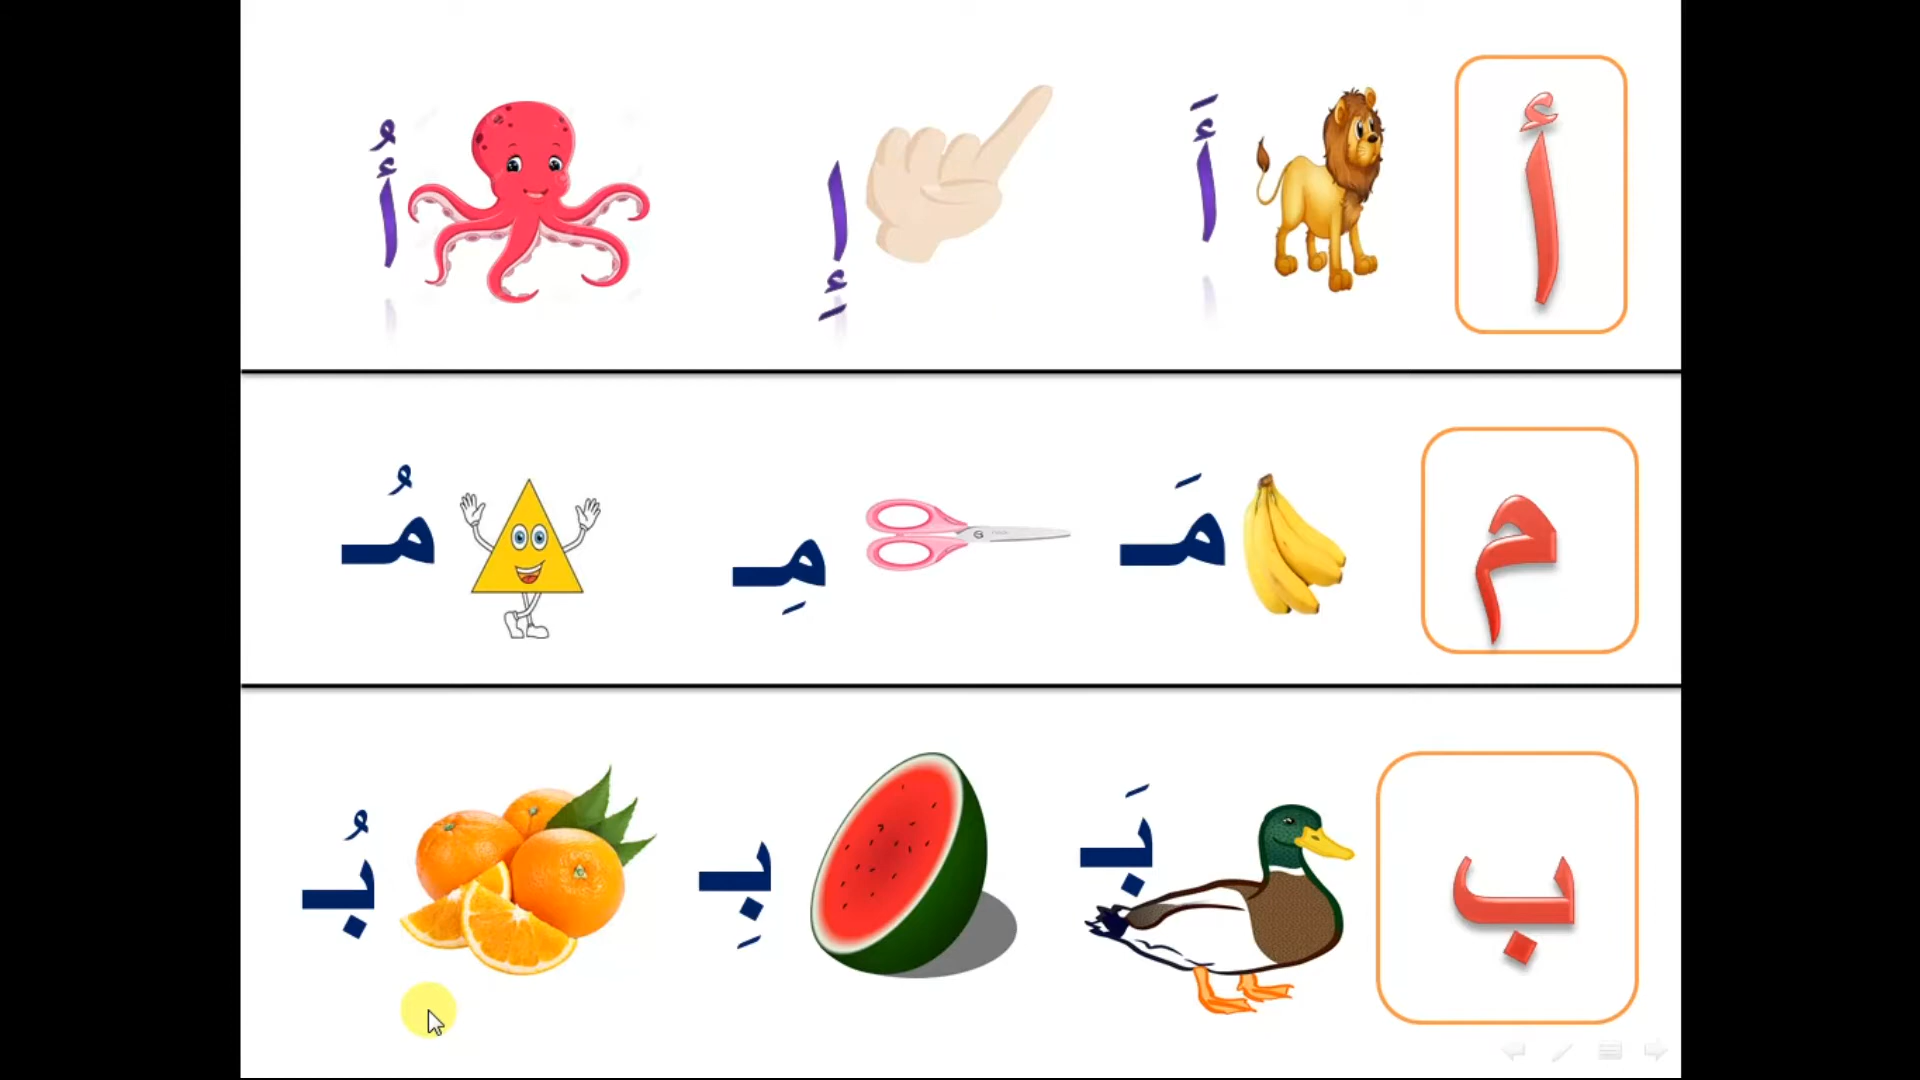 أ أَ إِ أُ
م مَـ مِـ مُـ
ب بَـ بِـ بُـ